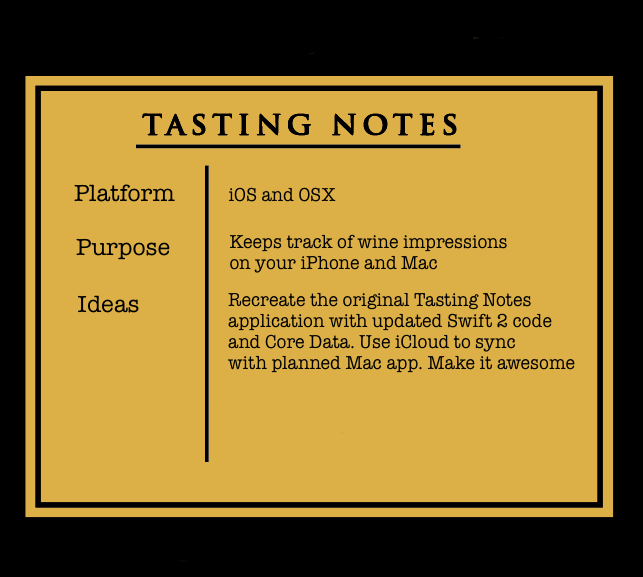 TASTING NOTES
Platform
iOS and OSX
Purpose
Keeps track of wine impressions
on your iPhone and Mac
Ideas
Recreate the original Tasting Notes
application with updated Swift 2 code
and Core Data. Use iCloud to sync
with planned Mac app. Make it awesome